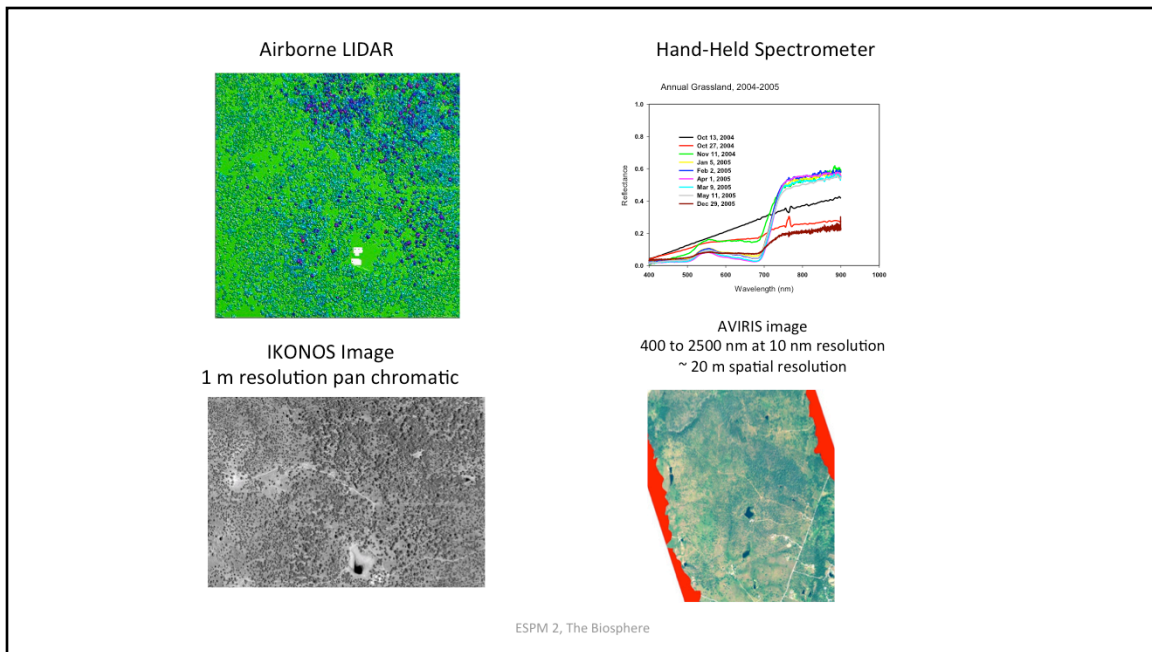 Airborne LIDAR
Hand-Held Spectrometer
Annual Grassland, 2004-2005
1.0
0.8
0.6
0.4
0.2
0.0
Reflectance
Oct 13, 2004
Oct 27, 2004
Nov 11, 2004
Jan 5, 2005
Feb 2, 2005
Apr 1, 2005
Mar 9, 2005
May 11, 2005
Dec 29, 2005
400 500 600 700 800 900 1000
Wavelength (nm)
IKONOS Image
1 m resolution pan chromatic
AVIRIS image
400 to 2500 nm at 10 nm resolution
~ 20 m spatial resolution
ESPM 2, The Biosphere